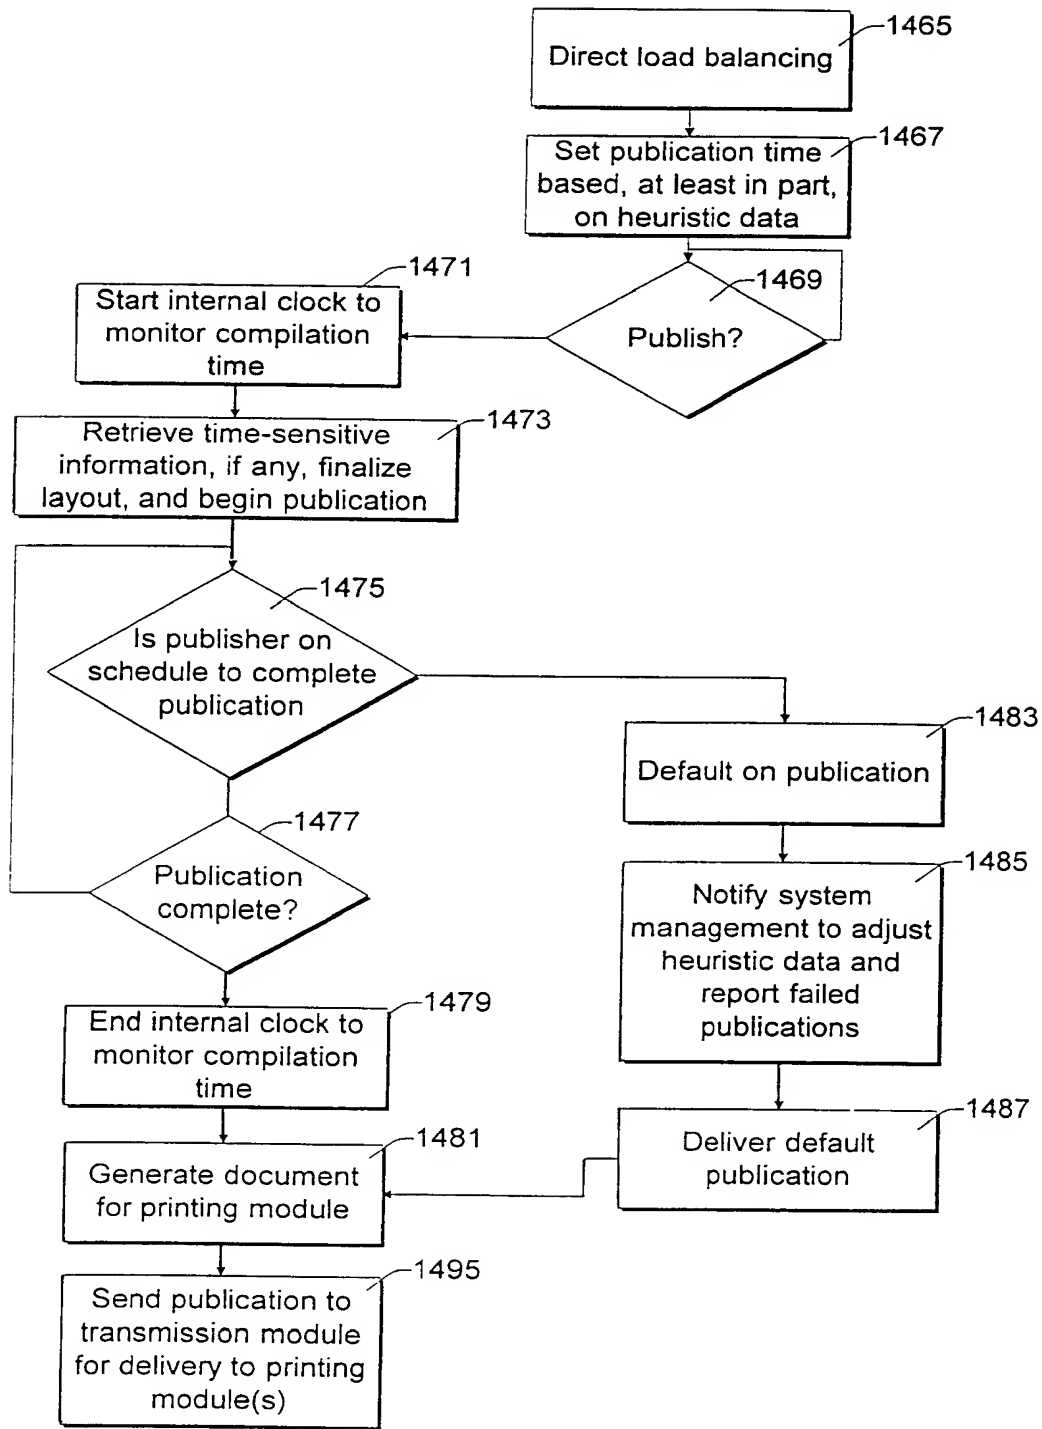 1465
Direct load balancing
1467
Set publication time
based, at least in part,
on heuristic data
1469
Publish?
1471
Start internal clock to
monitor compilation
time
1473
Retrieve time-sensitive
information, if any, finalize
layout, and begin publication
1475
Is publisher on
schedule to complete
publication
1477
Publication
complete?
1479
End internal clock to
monitor compilation
time
1481
Generate document
for printing module
1495
Send publication to
transmission module
for delivery to printing
module(s)
1483
Default on publication
1485
Notify system
management to adjust
heuristic data and
report failed
publications
1487
Deliver default
publication